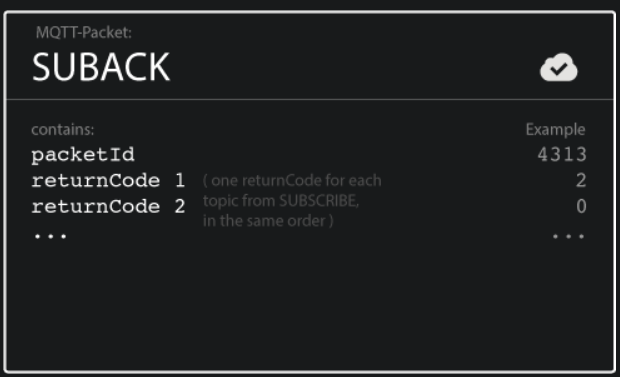 MQTT-Packet:
SUBACK
contains: Example
packetId 4313
returnCode 1 ( one returnCode for each 2
returnCode 2 topic from SUBSCRIBE, 0
in the same order )
... ...